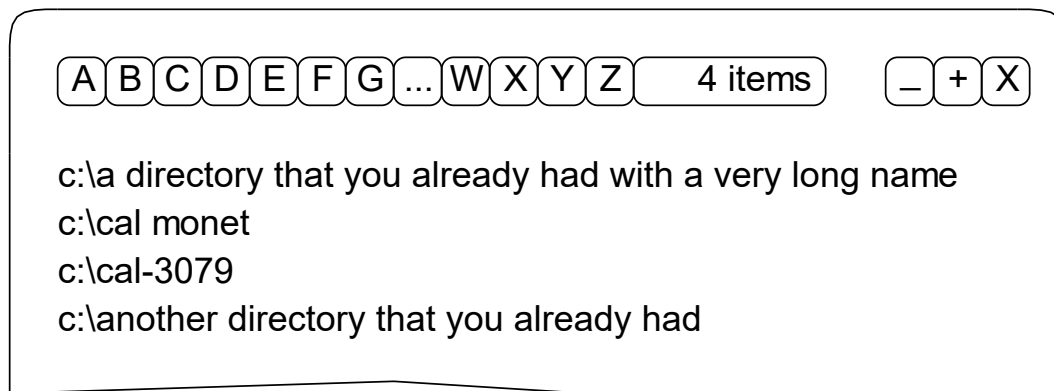 A B C D E F G ... W X Y Z 4 items _ + X
c:\a directory that you already had with a very long name
c:\cal monet
c:\cal-3079
c:\another directory that you already had